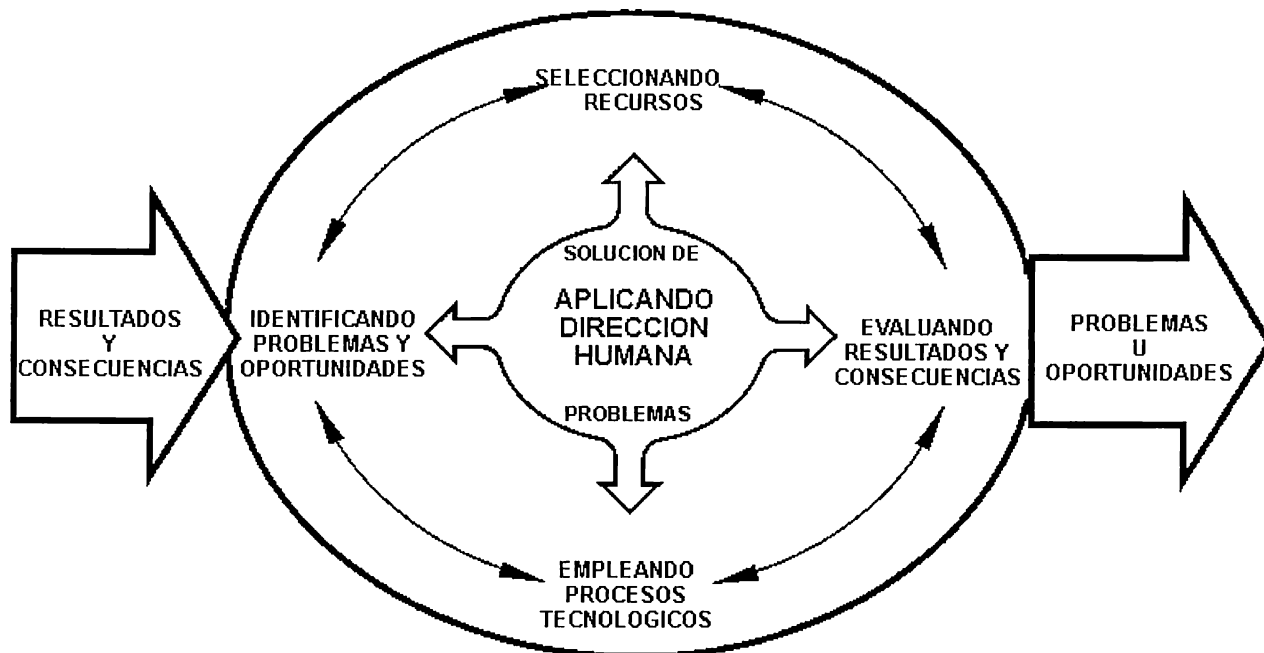 SELECCIONANDO
RECURSOS
RESULTADOS
Y
CONSECUENCIAS
IDENTIFICANDO
PROBLEMAS Y
OPORTUNIDADES
SOLUCION DE
APLICANDO
DIRECCION
HUMANA
PROBLEMAS
EVALUANDO
RESULTADOS Y
CONSECUENCIAS
PROBLEMAS
U
OPORTUNIDADES
EMPLEANDO
PROCESOS
TECNOLOGICOS